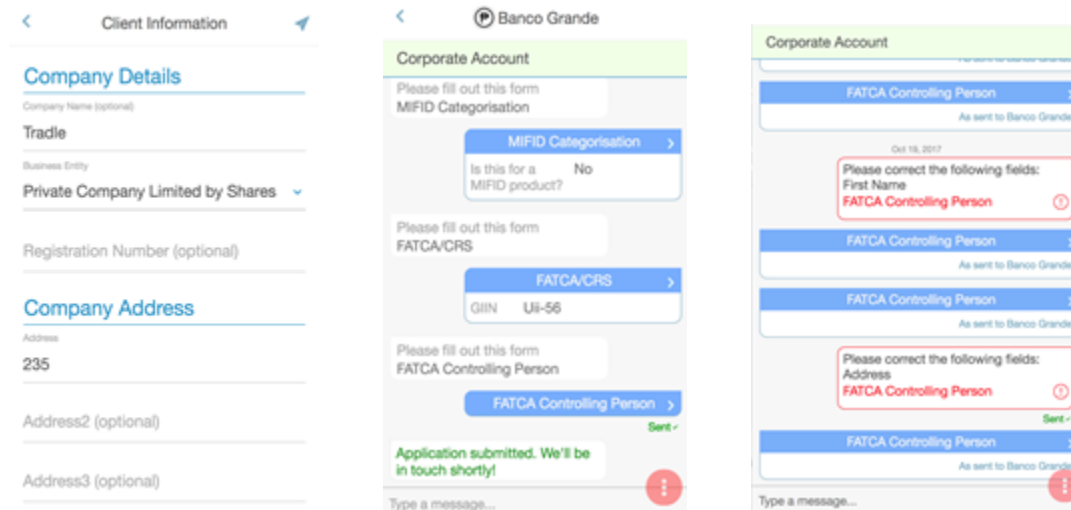 Client Information
Company Details
Company Name (optional)
Tradle
Business Entity
Private Company Limited by Shares
Registration Number (optional)
Company Address
Address
235
Address2 (optional)
Address3 (optional)
Banco Grande
Corporate Account
Please fill out this form
MIFID Categorisation
MIFID Categorisation
Is this for a No
MIFID product?
Please fill out this form
FATCA/CRS
FATCA/CRS
GIIN Uii-56
Please fill out this form
FATCA Controlling Person
FATCA Controlling Person
Sent
Application submitted. We'll be
in touch shortly!
Type a message...
Corporate Account
FATCA Controlling Person
As sent to Banco Grande
Oct 18, 2017
Please correct the following fields:
First Name
FATCA Controlling Person
FATCA Controlling Person
As sent to Banco Grande
FATCA Controlling Person
As sent to Banco Grande
Please correct the following fields:
Address
FATCA Controlling Person
Sent
FATCA Controlling Person
As sent to Banco Grande
Type a message...